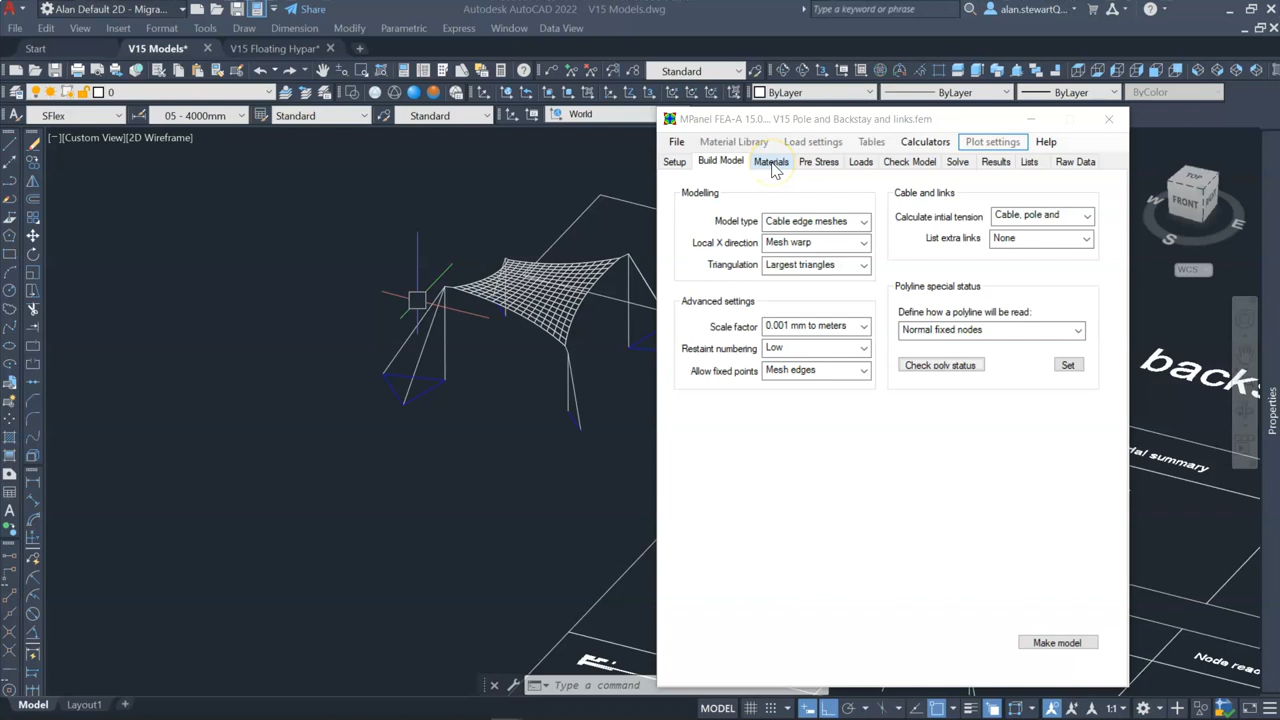 Alan Default 2D - Migra...
Share
Autodesk AutoCAD 2022
V15 Models.dwg
Type a keyword or phrase
alan.stewartQ...
File
Edit
View
Insert
Format
Tools
Draw
Dimension
Modify
Parametric
Express
Window
Data View
Start
V15 Models*
V15 Floating Hypar*
Standard
0
ByLayer
ByLayer
ByLayer
ByColor
SFlex
05 - 4000mm
Standard
Standard
World
[−][Custom View][2D Wireframe]
MPanel FEA-A 15.0... V15 Pole and Backstay and links.fem
File
Material Library
Load settings
Tables
Calculators
Plot settings
Help
Setup
Build Model
Materials
Pre Stress
Loads
Check Model
Solve
Results
Lists
Raw Data
Modelling
Model type
Cable edge meshes
Local X direction
Mesh warp
Triangulation
Largest triangles
Cable and links
Calculate intial tension
Cable, pole and
List extra links
None
Advanced settings
Scale factor
0.001 mm to meters
Restaint numbering
Low
Allow fixed points
Mesh edges
Polyline special status
Define how a polyline will be read:
Normal fixed nodes
Check poly status
Set
Make model
TOP
FRONT
E
S
WCS
backs
summary
Node reac
Properties
Type a command
Model
Layout1
MODEL
1:1